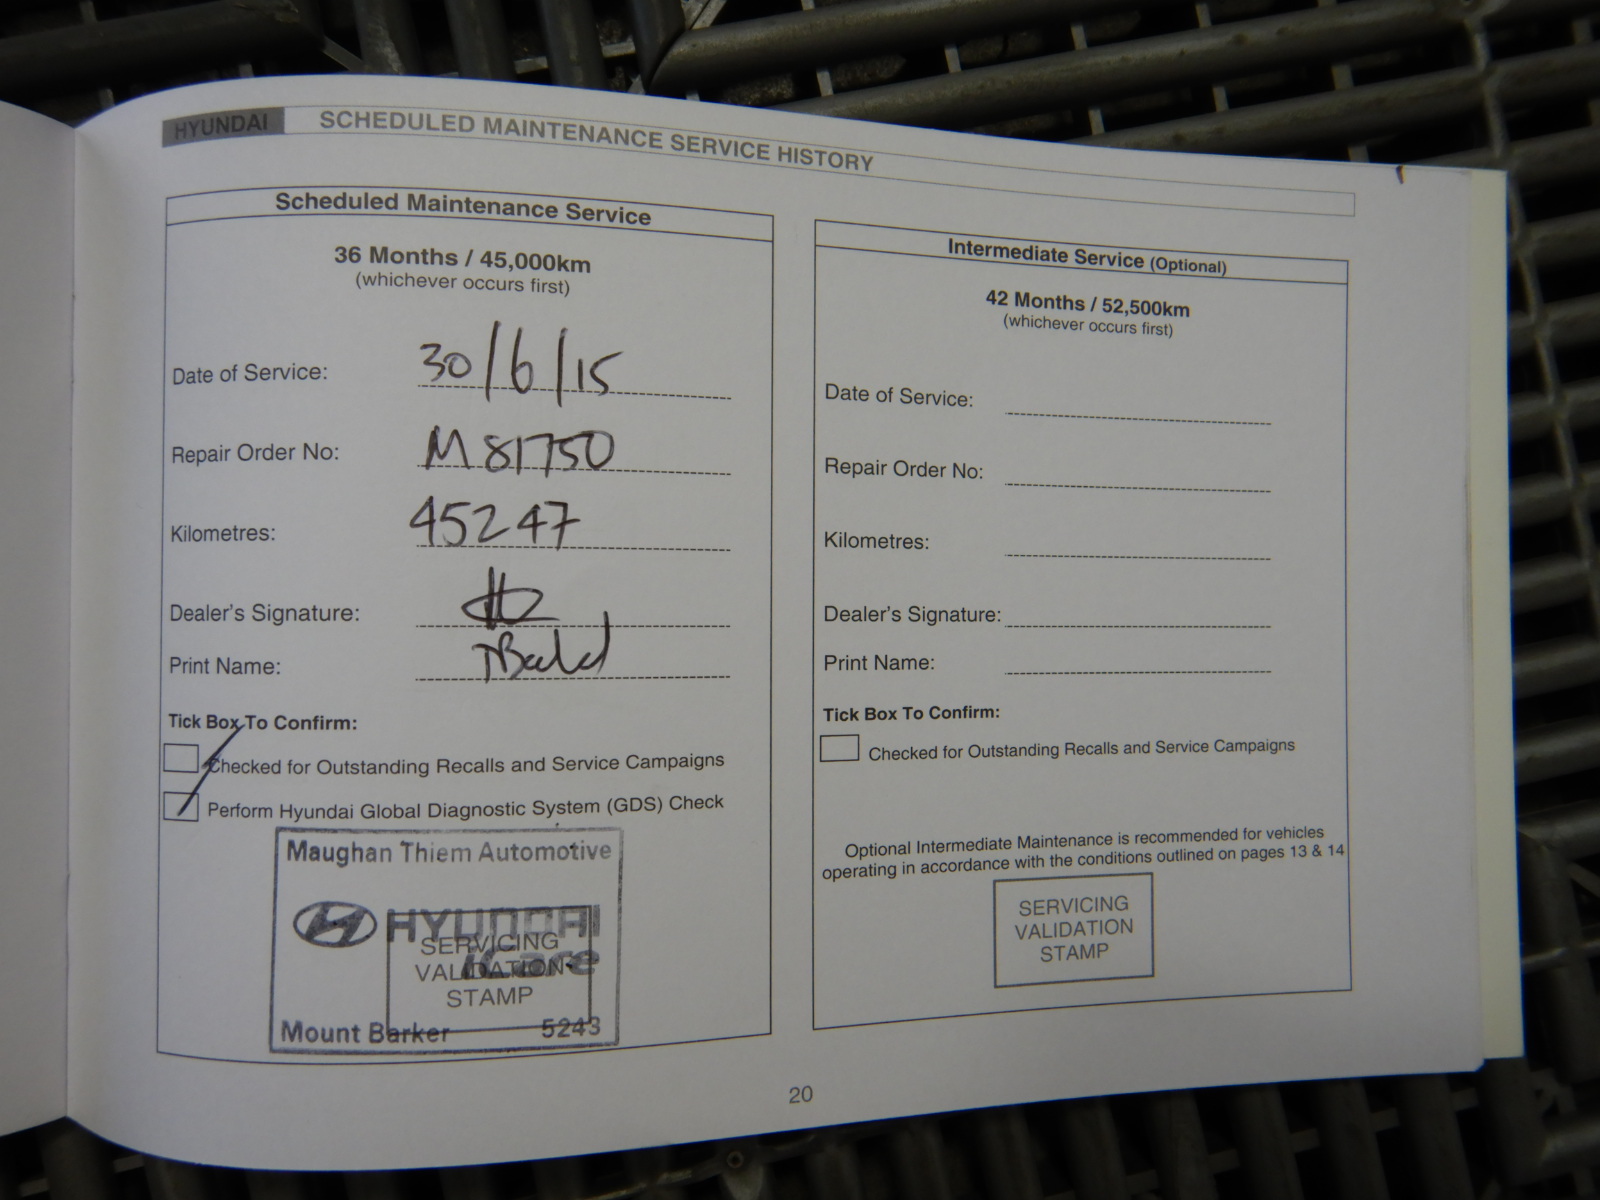 HYUNDAI SCHEDULED MAINTENANCE SERVICE HISTORY
Scheduled Maintenance Service
36 Months / 45,000km
(whichever occurs first)
Date of Service: 30/6/15
Repair Order No: M81750
Kilometres: 45247
Dealer's Signature:
Print Name:
Tick Box To Confirm:
Checked for Outstanding Recalls and Service Campaigns
Perform Hyundai Global Diagnostic System (GDS) Check
Maughan Thiem Automotive
HYUNDAI
iCare
SERVICING
VALIDATION
STAMP
Mount Barker 5243
Intermediate Service (Optional)
42 Months / 52,500km
(whichever occurs first)
Date of Service:
Repair Order No:
Kilometres:
Dealer's Signature:
Print Name:
Tick Box To Confirm:
Checked for Outstanding Recalls and Service Campaigns
Optional Intermediate Maintenance is recommended for vehicles
operating in accordance with the conditions outlined on pages 13 & 14
SERVICING
VALIDATION
STAMP
20